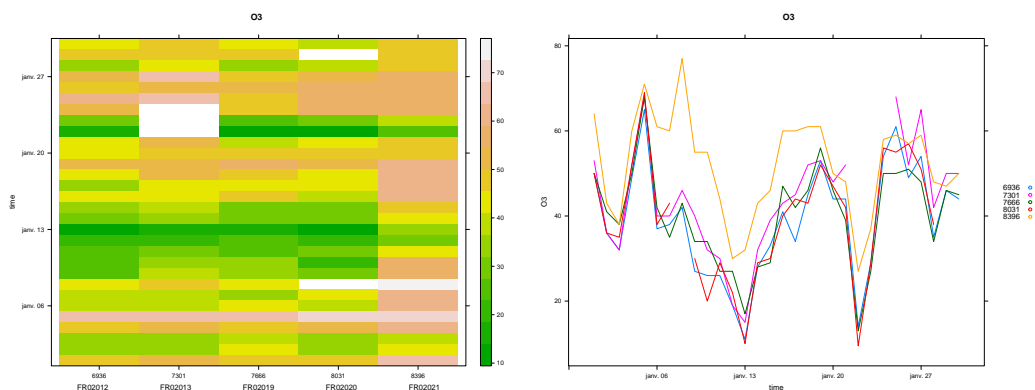 O3
janv. 27
janv. 20
janv. 13
janv. 06
time
6936 7301 7666 8031 8396
FR02012 FR02013 FR02019 FR02020 FR02021
70
60
50
40
30
20
10
O3
80
60
40
20
O3
janv. 06 janv. 13 janv. 20 janv. 27
time
6936
7301
7666
8031
8396